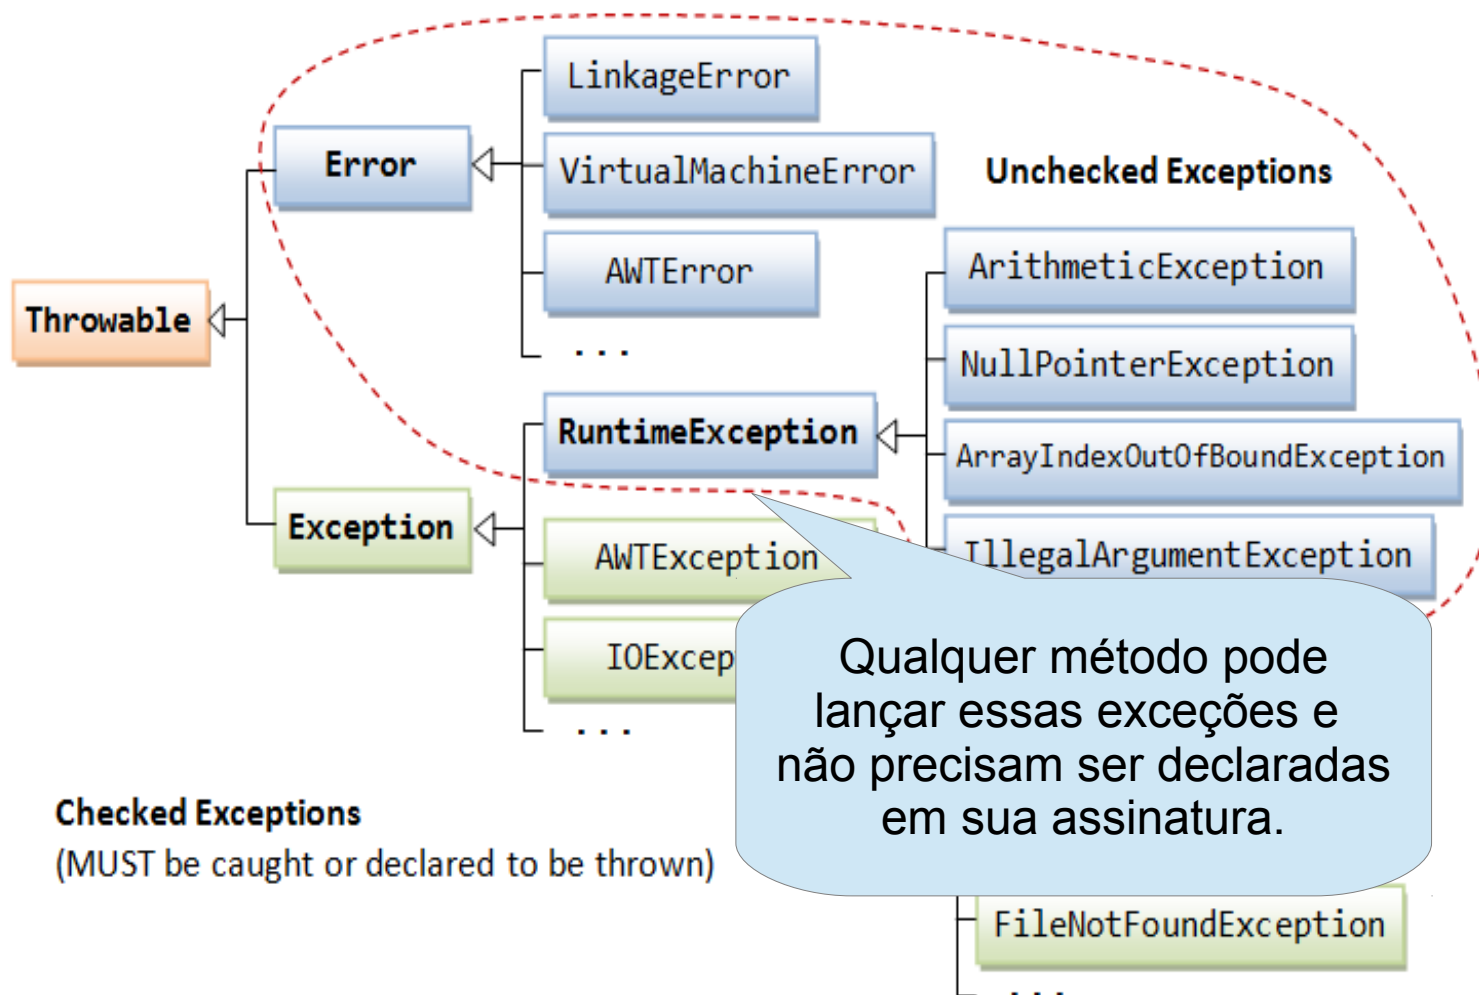 LinkageError
Error
VirtualMachineError
Unchecked Exceptions
AWTError
ArithmeticException
Throwable
...
NullPointerException
RuntimeException
ArrayIndexOutOfBoundException
Exception
AWTException
IllegalArgumentException
IOExcep
...
Qualquer método pode
lançar essas exceções e
não precisam ser declaradas
em sua assinatura.
Checked Exceptions
(MUST be caught or declared to be thrown)
FileNotFoundException
...